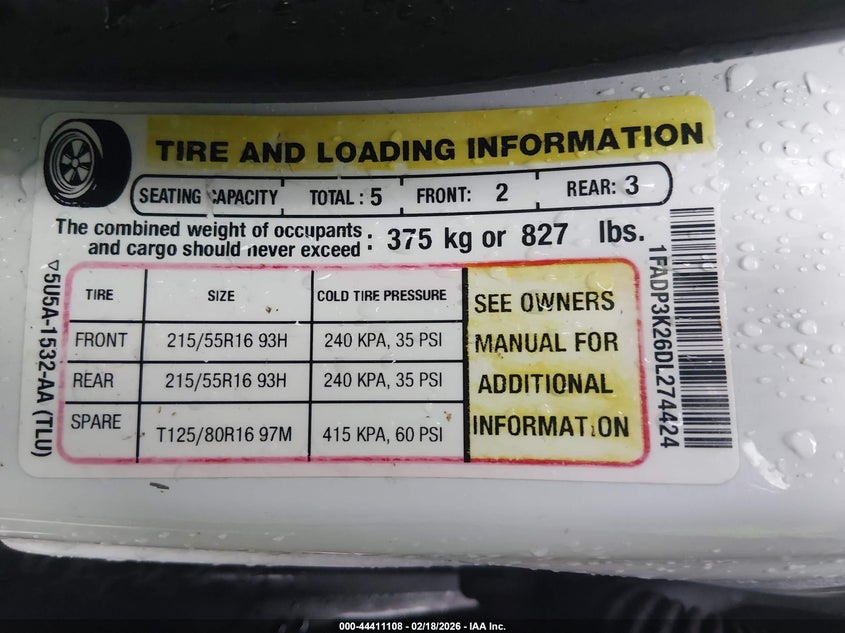 TIRE AND LOADING INFORMATION
SEATING CAPACITY TOTAL : 5 FRONT: 2 REAR: 3
The combined weight of occupants
and cargo should never exceed : 375 kg or 827 lbs.
TIRE SIZE COLD TIRE PRESSURE
FRONT 215/55R16 93H 240 KPA, 35 PSI
REAR 215/55R16 93H 240 KPA, 35 PSI
SPARE T125/80R16 97M 415 KPA, 60 PSI
SEE OWNERS
MANUAL FOR
ADDITIONAL
INFORMATION
▽5U5A-1532-AA (TLU)
1FADP3K26DL274424
000-44411108 - 02/18/2026 - IAA Inc.